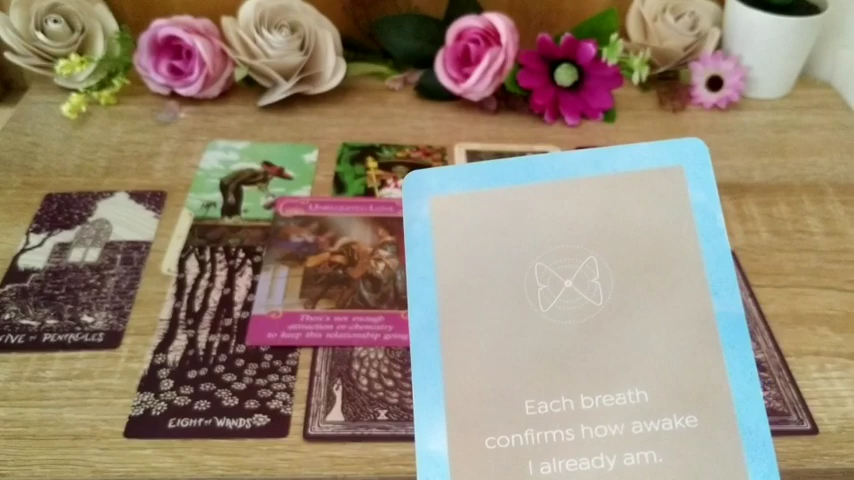 UNREQUITED LOVE
There's not enough
attraction or chemistry
to keep this relationship going
IVE OF PENTACLES
EIGHT OF WANDS
Each breath
confirms how awake
I already am.